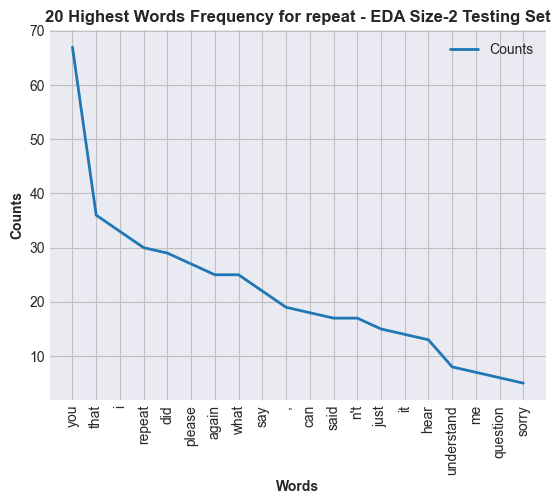 20 Highest Words Frequency for repeat - EDA Size-2 Testing Set
Counts
70
60
50
40
30
20
10
Counts
you
that
i
repeat
did
please
again
what
say
,
can
said
n't
just
it
hear
understand
me
question
sorry
Words